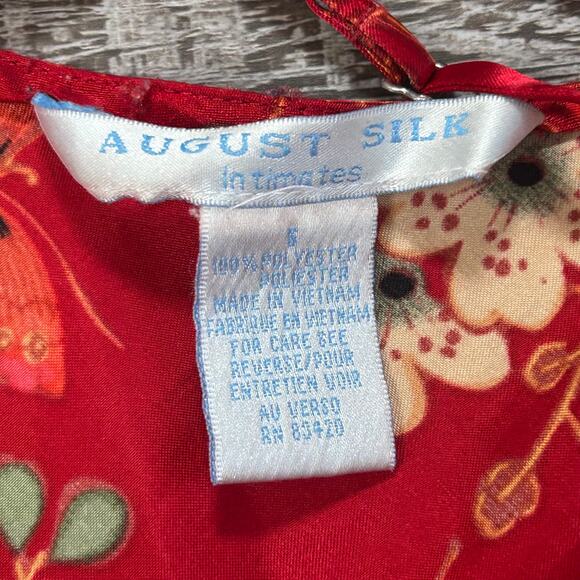 AUGUST SILK
intimates
S
100% POLYESTER
POLIESTER
MADE IN VIETNAM
FABRIQUE EN VIETNAM
FOR CARE SEE
REVERSE/POUR
ENTRETIEN VOIR
AU VERSO
RN 85420